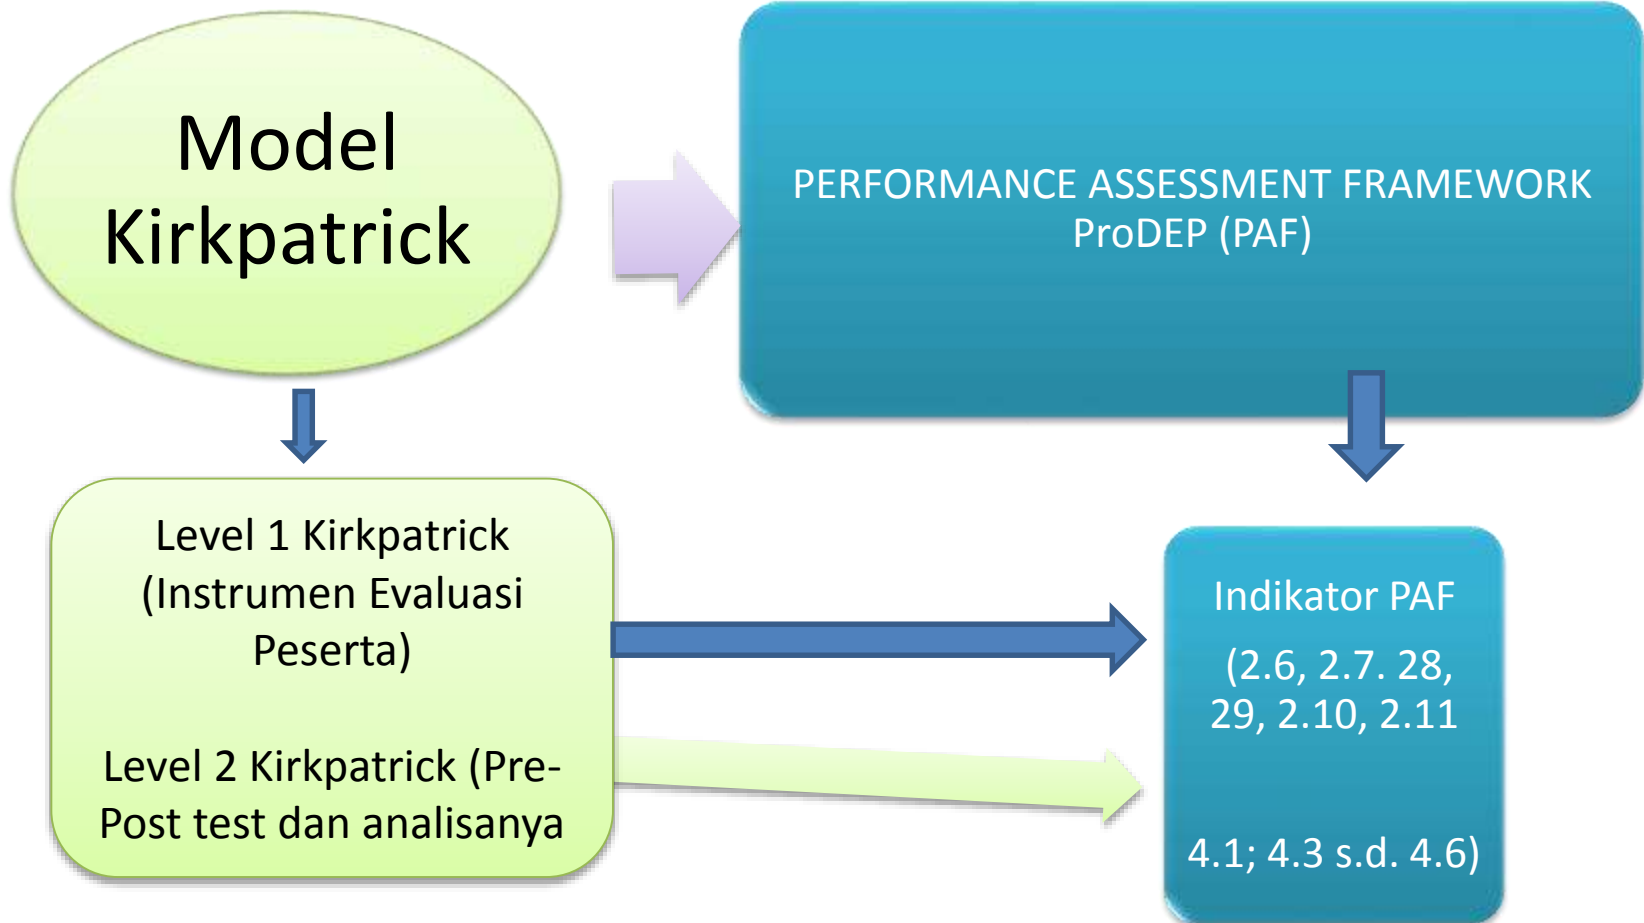 Model
Kirkpatrick
PERFORMANCE ASSESSMENT FRAMEWORK
ProDEP (PAF)
Level 1 Kirkpatrick
(Instrumen Evaluasi
Peserta)
Level 2 Kirkpatrick (Pre-
Post test dan analisanya
Indikator PAF
(2.6, 2.7. 28,
29, 2.10, 2.11
4.1; 4.3 s.d. 4.6)